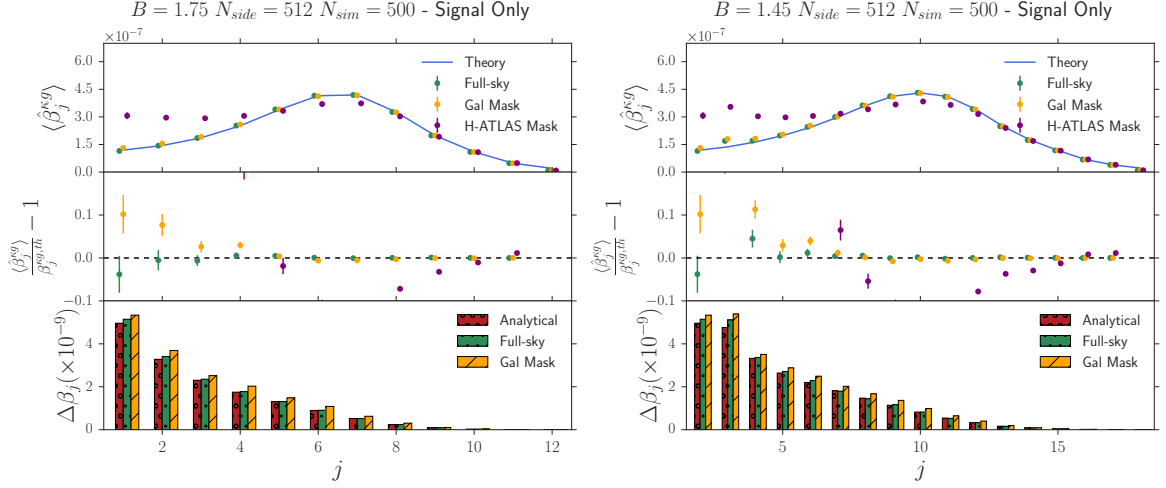 B = 1.75 N_side = 512 N_sim = 500 - Signal Only
×10⁻⁷
6.0
4.5
3.0
1.5
0.0
⟨β̂_j^κg⟩
Theory
Full-sky
Gal Mask
H-ATLAS Mask
0.1
0.0
−0.1
⟨β̂_j^κg⟩/β_j^κg,th − 1
4
2
0
Δβ_j(×10⁻⁹)
Analytical
Full-sky
Gal Mask
2 4 6 8 10 12
j
B = 1.45 N_side = 512 N_sim = 500 - Signal Only
×10⁻⁷
6.0
4.5
3.0
1.5
0.0
⟨β̂_j^κg⟩
Theory
Full-sky
Gal Mask
H-ATLAS Mask
0.1
0.0
−0.1
⟨β̂_j^κg⟩/β_j^κg,th − 1
4
2
0
Δβ_j(×10⁻⁹)
Analytical
Full-sky
Gal Mask
5 10 15
j